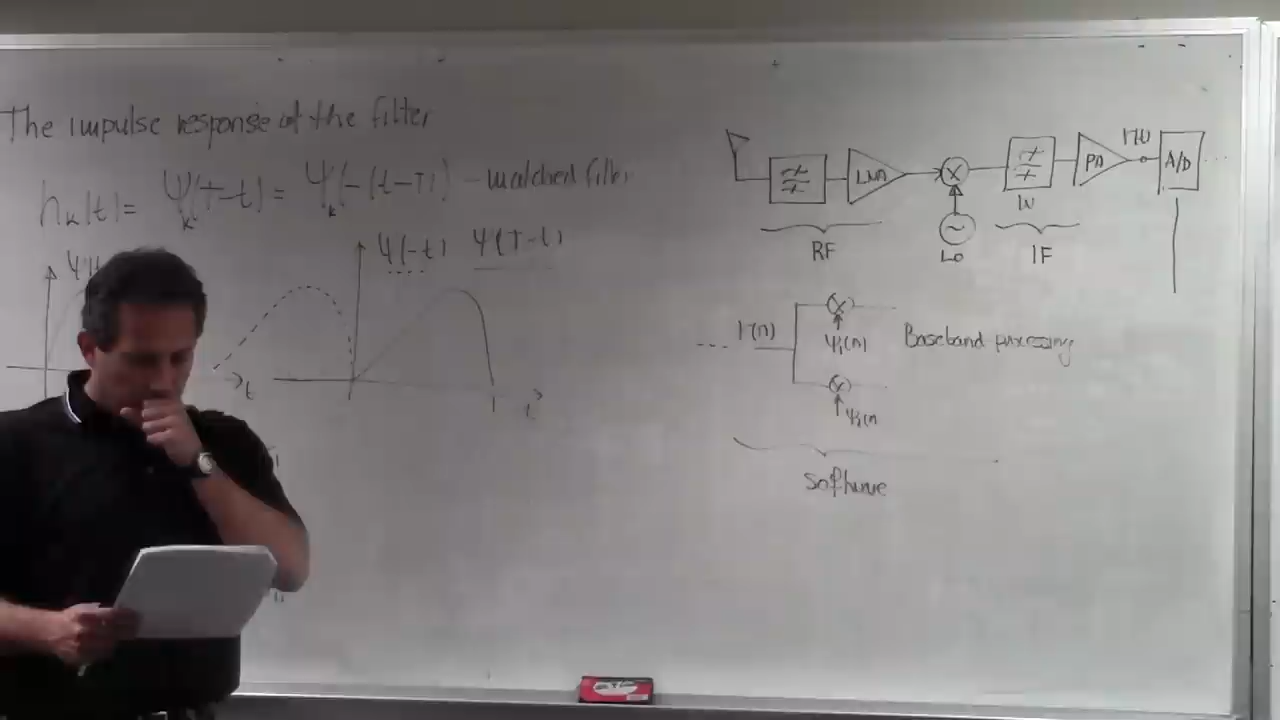 The impulse response of the filter
hₖ(t) = Ψₖ(T-t) = Ψₖ(-(t-T)) - matched filter
Ψ(-t) Ψ(T-t)
t
T t
LNA
PA
r(t)
A/D
...
RF
LO
IF
... r(n)
Ψ₁(n)
Baseband processing
Ψ₂(n)
Software